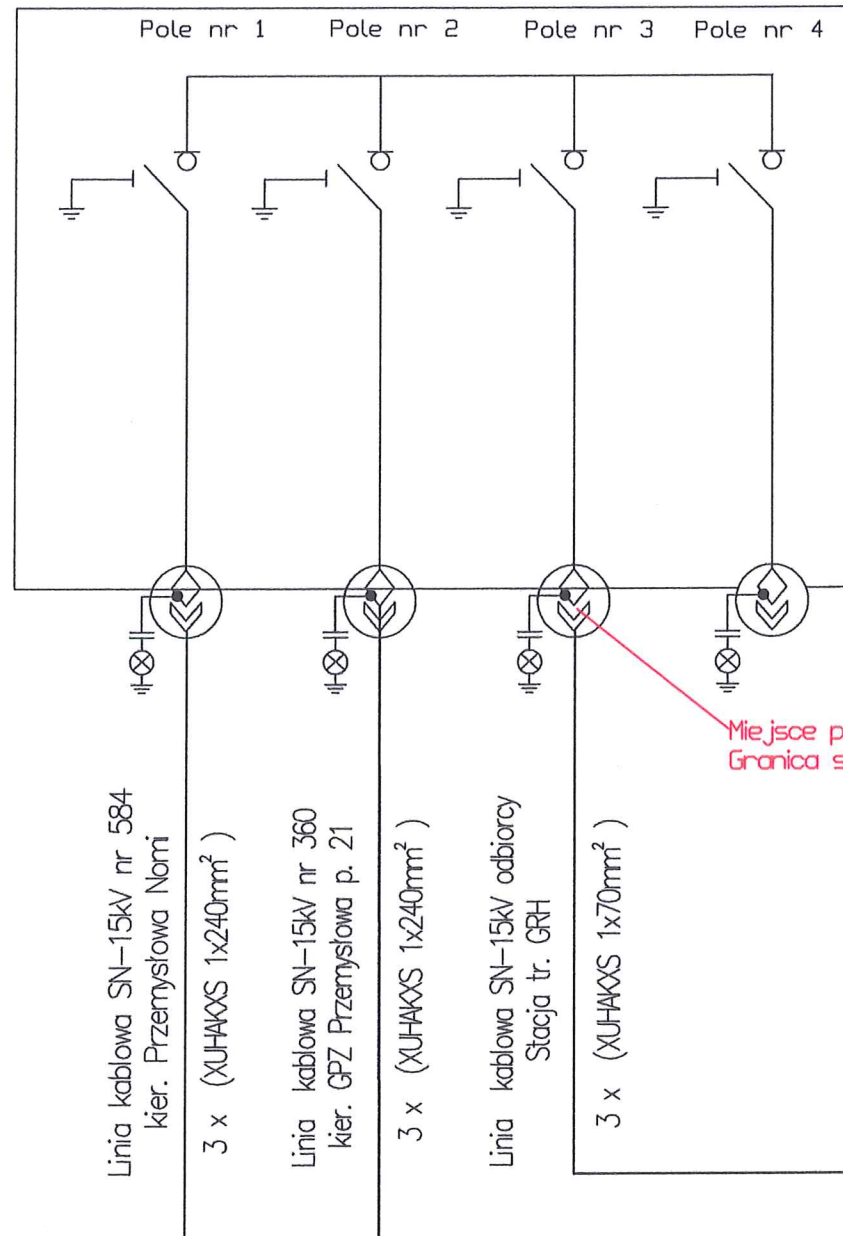 Pole nr 1
Pole nr 2
Pole nr 3
Pole nr 4
Miejsce p
Granica s
Linia kablowa SN-15kV nr 584
kier. Przemysłowa Nomi
3 x (XUHAKXS 1x240mm²)
Linia kablowa SN-15kV nr 360
kier. GPZ Przemysłowa p. 21
3 x (XUHAKXS 1x240mm²)
Linia kablowa SN-15kV odbiorcy
Stacja tr. GRH
3 x (XUHAKXS 1x70mm²)